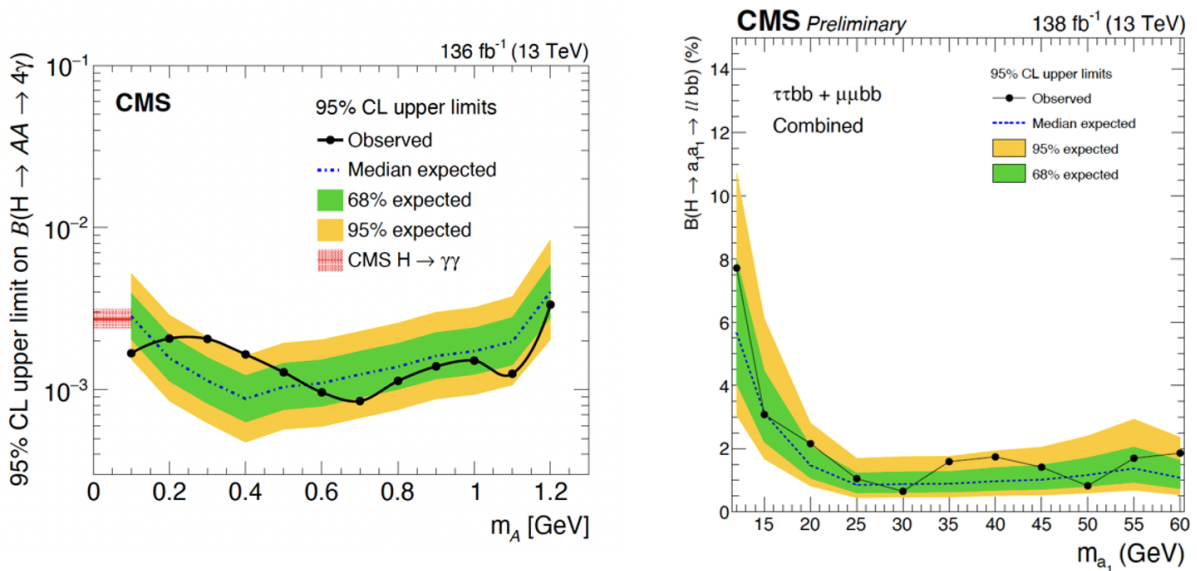 136 fb⁻¹ (13 TeV)
CMS
95% CL upper limits
Observed
Median expected
68% expected
95% expected
CMS H → γγ
95% CL upper limit on B(H → AA → 4γ)
10⁻¹
10⁻²
10⁻³
0 0.2 0.4 0.6 0.8 1 1.2
m_A [GeV]
CMS Preliminary 138 fb⁻¹ (13 TeV)
ττbb + μμbb
Combined
95% CL upper limits
Observed
Median expected
95% expected
68% expected
B(H → a₁a₁ → ll bb) (%)
14
12
10
8
6
4
2
0
15 20 25 30 35 40 45 50 55 60
m_a₁ (GeV)